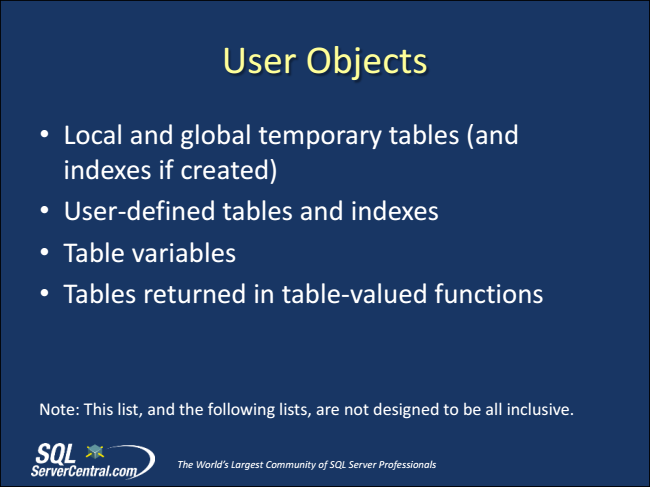 User Objects
• Local and global temporary tables (and
indexes if created)
• User-defined tables and indexes
• Table variables
• Tables returned in table-valued functions
Note: This list, and the following lists, are not designed to be all inclusive.
SQL
ServerCentral.com
The World's Largest Community of SQL Server Professionals